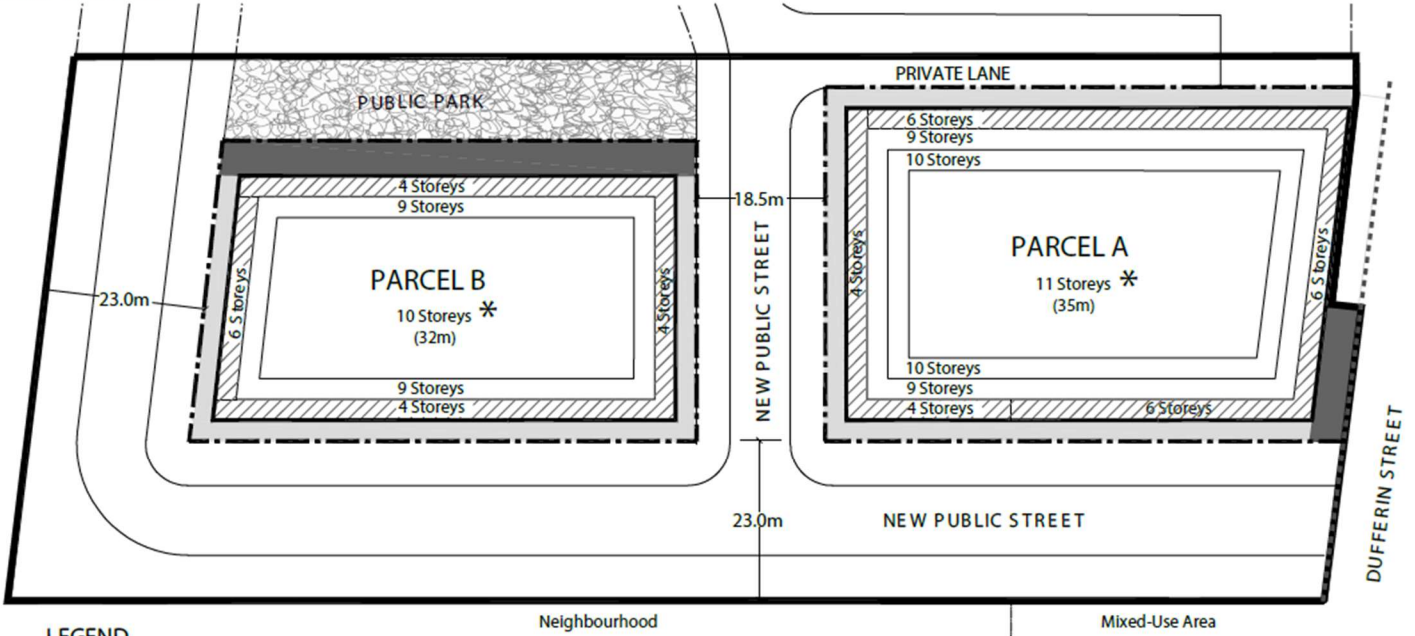 PRIVATE LANE
PUBLIC PARK
6 Storeys
9 Storeys
10 Storeys
4 Storeys
9 Storeys
18.5m
PARCEL A
11 Storeys *
(35m)
4 Storeys
6 Storeys
NEW PUBLIC STREET
PARCEL B
10 Storeys *
(32m)
6 Storeys
4 Storeys
23.0m
10 Storeys
9 Storeys
4 Storeys
6 Storeys
9 Storeys
4 Storeys
23.0m
NEW PUBLIC STREET
DUFFERIN STREET
Neighbourhood
Mixed-Use Area
LEGEND